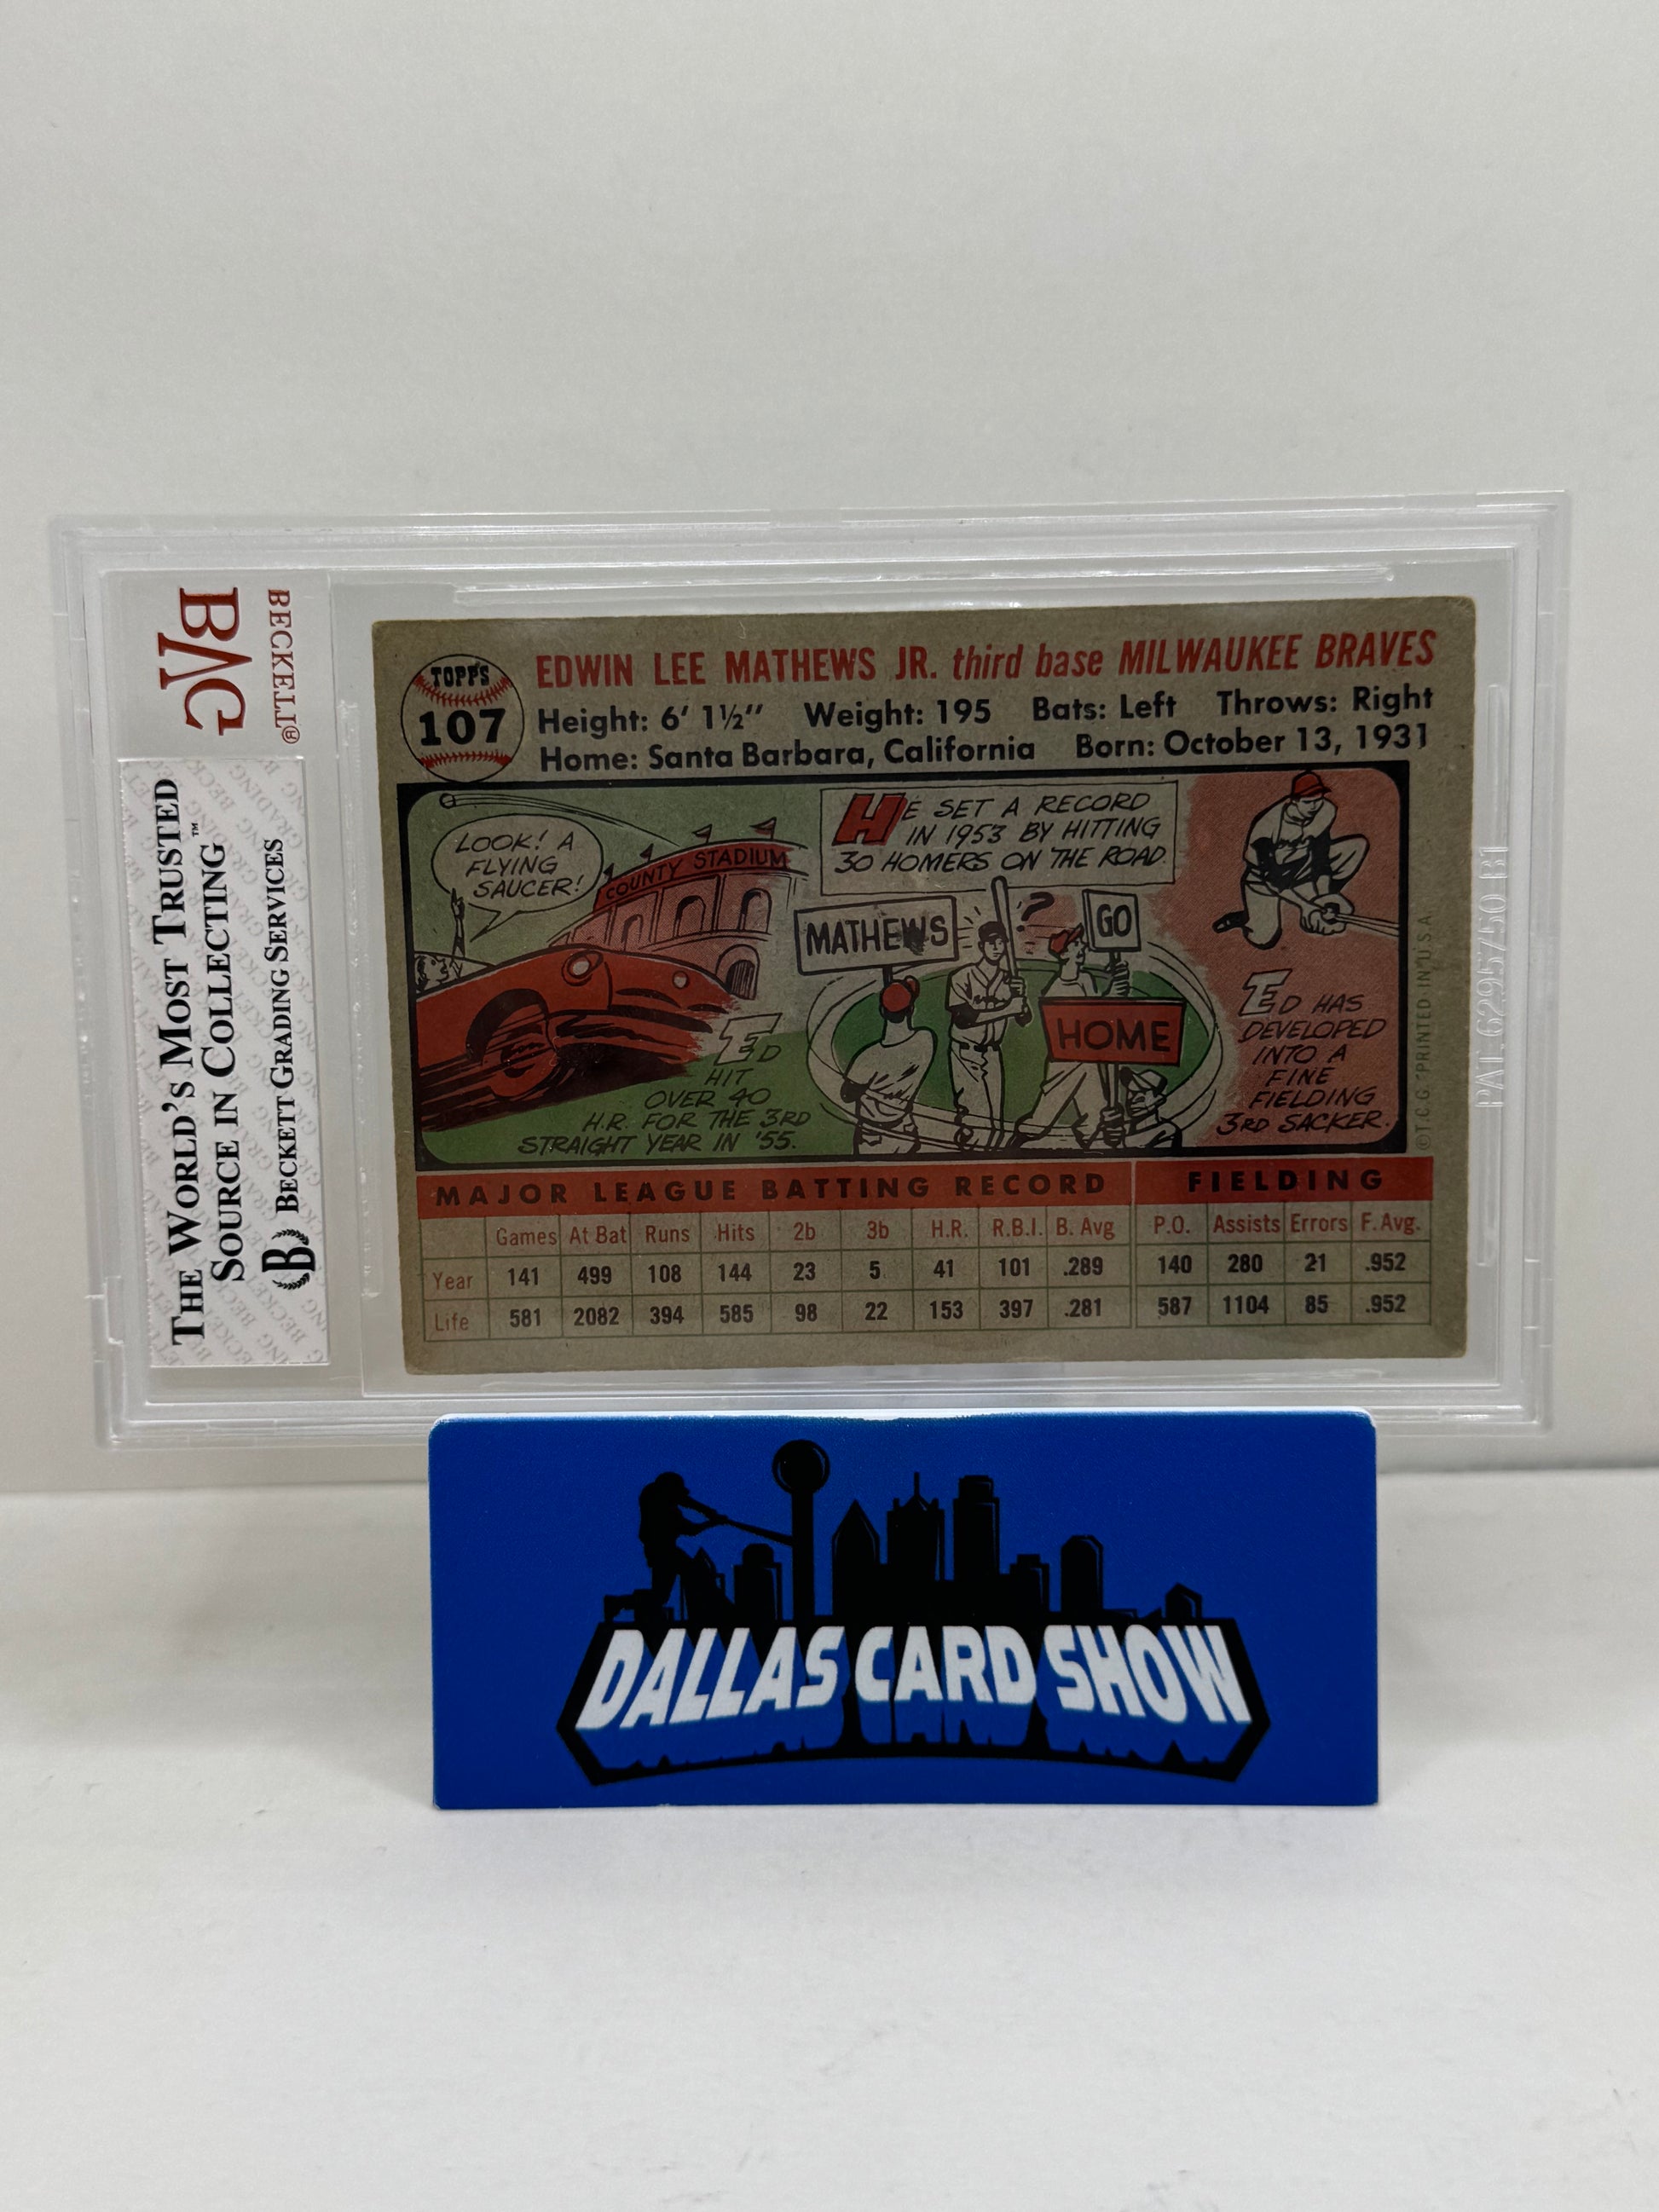 BECKETT®
BVG
THE WORLD'S MOST TRUSTED
SOURCE IN COLLECTING™
BECKETT GRADING SERVICES
TOPPS
107
EDWIN LEE MATHEWS JR. third base MILWAUKEE BRAVES
Height: 6' 1½" Weight: 195 Bats: Left Throws: Right
Home: Santa Barbara, California Born: October 13, 1931
LOOK! A
FLYING
SAUCER!
COUNTY STADIUM
ED
HIT
OVER 40
H.R. FOR THE 3RD
STRAIGHT YEAR IN '55.
HE SET A RECORD
IN 1953 BY HITTING
30 HOMERS ON THE ROAD.
MATHEWS
?
GO
HOME
ED HAS
DEVELOPED
INTO A
FINE
FIELDING
3RD SACKER.
©T.C.G. PRINTED IN U.S.A.
PAT. 6295750 B1
MAJOR LEAGUE BATTING RECORD FIELDING
Games At Bat Runs Hits 2b 3b H.R. R.B.I. B. Avg P.O. Assists Errors F. Avg.
Year 141 499 108 144 23 5 41 101 .289 140 280 21 .952
Life 581 2082 394 585 98 22 153 397 .281 587 1104 85 .952
DALLAS CARD SHOW